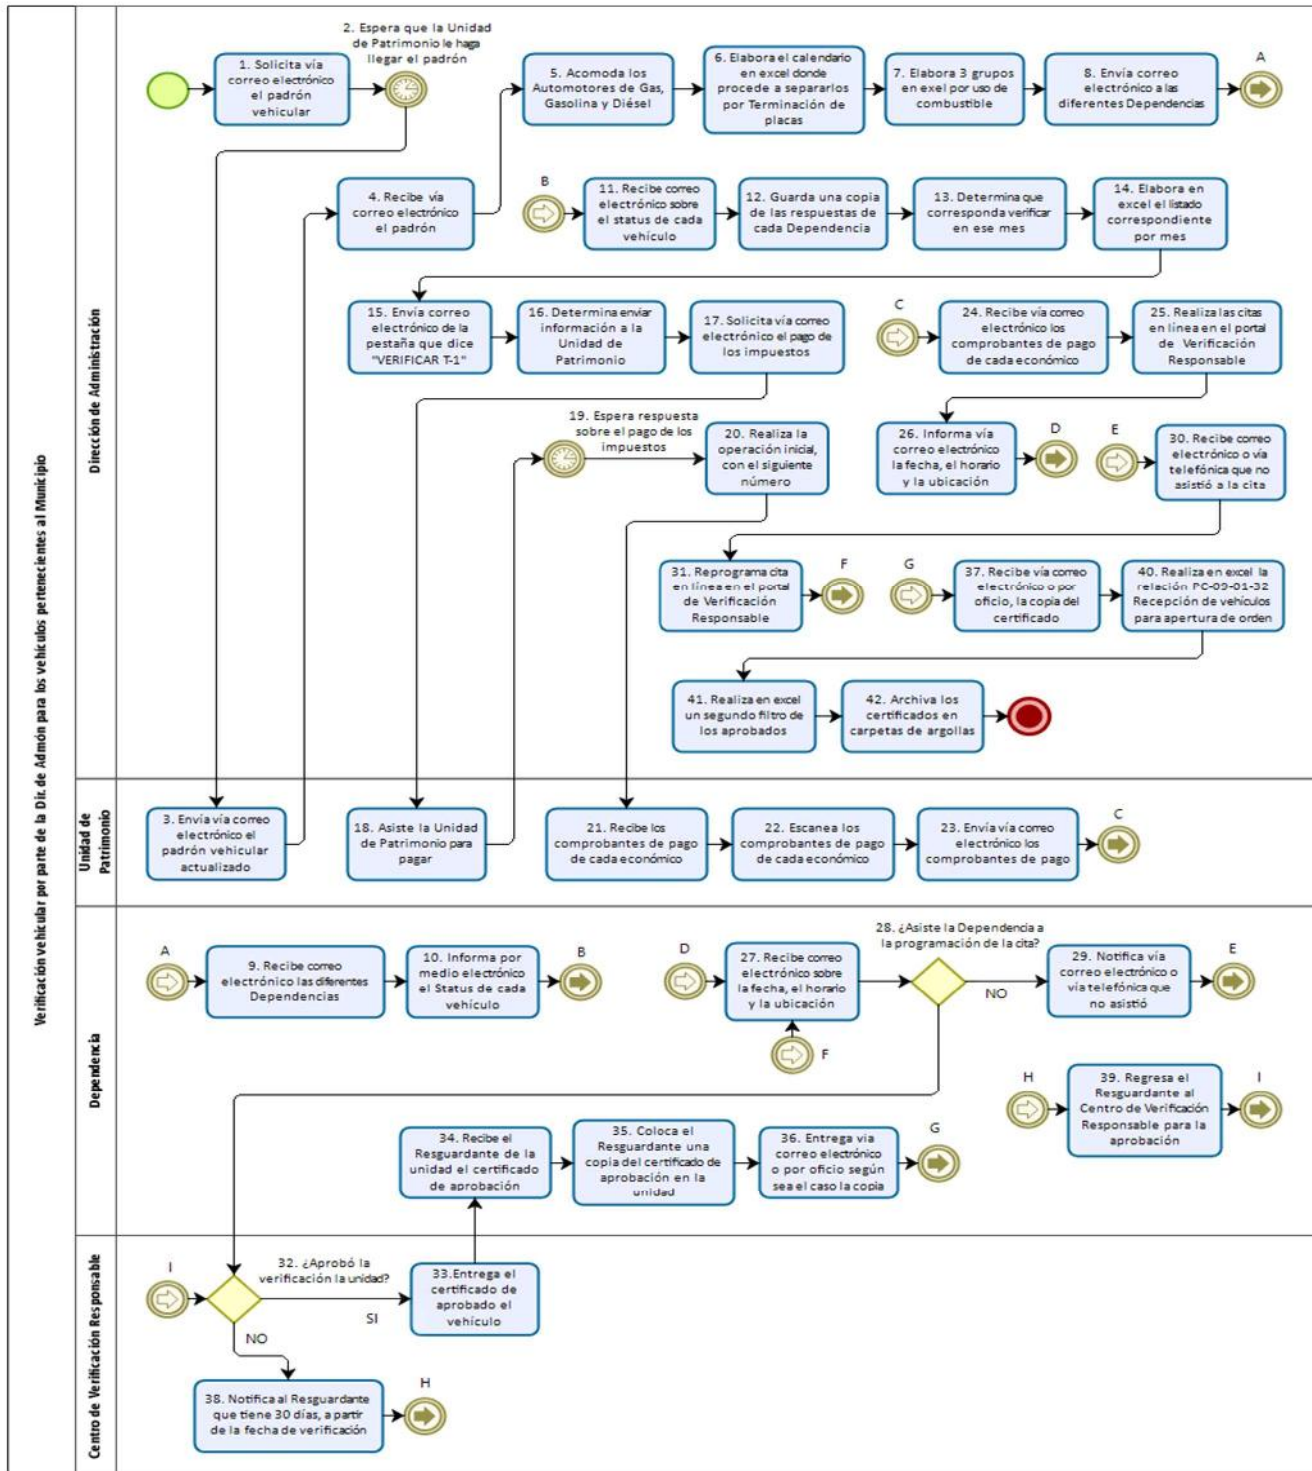 Verificación vehicular por parte de la Dir. de Admón para los vehículos pertenecientes al Municipio
Dirección de Administración
1. Solicita vía
correo electrónico
el padrón
vehicular
2. Espera que la Unidad
de Patrimonio le haga
llegar el padrón
5. Acomoda los
Automotores de Gas,
Gasolina y Diésel
6. Elabora el calendario
en excel donde
procede a separarlos
por Terminación de
placas
7. Elabora 3 grupos
en exel por uso de
combustible
8. Envía correo
electrónico a las
diferentes Dependencias
A
4. Recibe vía
correo electrónico
el padrón
B
11. Recibe correo
electrónico sobre
el status de cada
vehículo
12. Guarda una copia
de las respuestas de
cada Dependencia
13. Determina que
corresponda verificar
en ese mes
14. Elabora en
excel el listado
correspondiente
por mes
15. Envía correo
electrónico de la
pestaña que dice
"VERIFICAR T-1"
16. Determina enviar
información a la
Unidad de
Patrimonio
17. Solicita vía correo
electrónico el pago de
los impuestos
C
24. Recibe vía correo
electrónico los
comprobantes de pago
de cada económico
25. Realiza las citas
en línea en el portal
de Verificación
Responsable
19. Espera respuesta
sobre el pago de los
impuestos
20. Realiza la
operación inicial,
con el siguiente
número
26. Informa vía
correo electrónico
la fecha, el horario
y la ubicación
D
E
30. Recibe correo
electrónico o vía
telefónica que no
asistió a la cita
31. Reprograma cita
en línea en el portal
de Verificación
Responsable
F
G
37. Recibe vía correo
electrónico o por
oficio, la copia del
certificado
40. Realiza en excel la
relación PC-09-01-32
Recepción de vehículos
para apertura de orden
41. Realiza en excel
un segundo filtro de
los aprobados
42. Archiva los
certificados en
carpetas de argollas
Unidad de
Patrimonio
3. Envía vía correo
electrónico el
padrón vehicular
actualizado
18. Asiste la Unidad
de Patrimonio para
pagar
21. Recibe los
comprobantes de pago
de cada económico
22. Escanea los
comprobantes de pago
de cada económico
23. Envía vía correo
electrónico los
comprobantes de pago
C
Dependencia
A
9. Recibe correo
electrónico las diferentes
Dependencias
10. Informa por
medio electrónico
el Status de cada
vehículo
B
D
27. Recibe correo
electrónico sobre
la fecha, el horario
y la ubicación
F
28. ¿Asiste la Dependencia a
la programación de la cita?
NO
29. Notifica vía
correo electrónico o
vía telefónica que
no asistió
E
H
39. Regresa el
Resguardante al
Centro de Verificación
Responsable para la
aprobación
I
34. Recibe el
Resguardante de la
unidad el certificado
de aprobación
35. Coloca el
Resguardante una
copia del certificado de
aprobación en la
unidad
36. Entrega via
correo electrónico
o por oficio según
sea el caso la copia
G
Centro de Verificación Responsable
I
32. ¿Aprobó la
verificación la unidad?
SI
NO
33.Entrega el
certificado de
aprobado el
vehículo
38. Notifica al Resguardante
que tiene 30 días, a partir
de la fecha de verificación
H